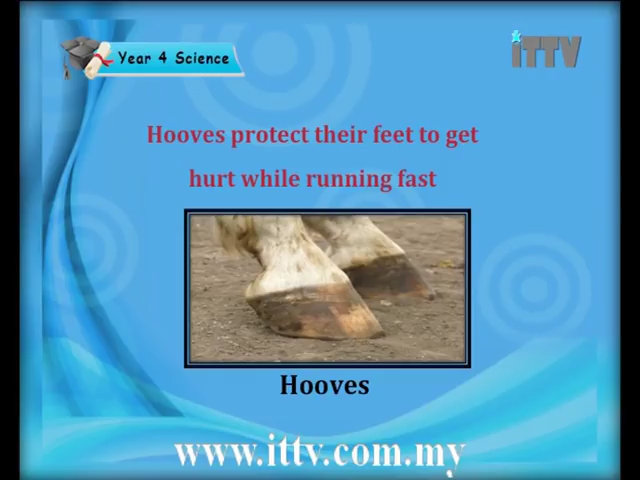 Year 4 Science
iTTV
Hooves protect their feet to get
hurt while running fast
Hooves
www.ittv.com.my